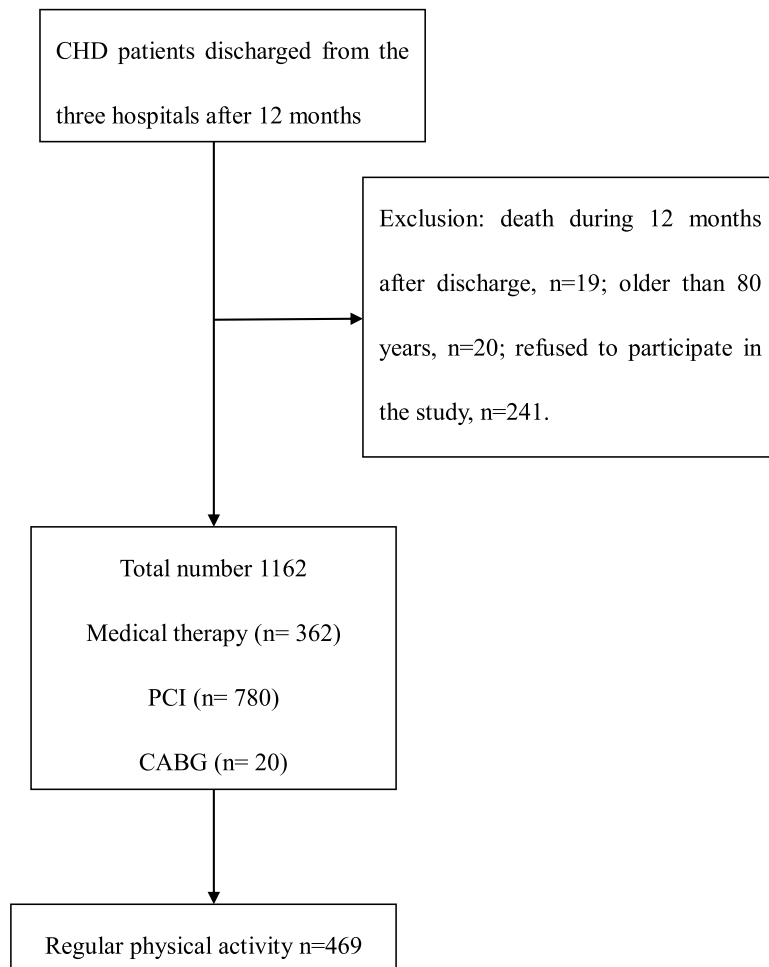 CHD patients discharged from the
three hospitals after 12 months
Exclusion: death during 12 months
after discharge, n=19; older than 80
years, n=20; refused to participate in
the study, n=241.
Total number 1162
Medical therapy (n= 362)
PCI (n= 780)
CABG (n= 20)
Regular physical activity n=469